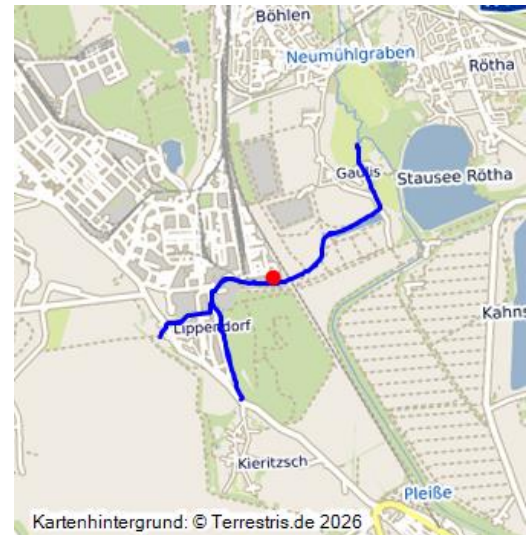 Böhlen
Neumühlgraben
Rötha
Gaulis
Stausee Rötha
Kahns
Lippendorf
Kieritzsch
Pleiße
Kartenhintergrund: © Terrestris.de 2026